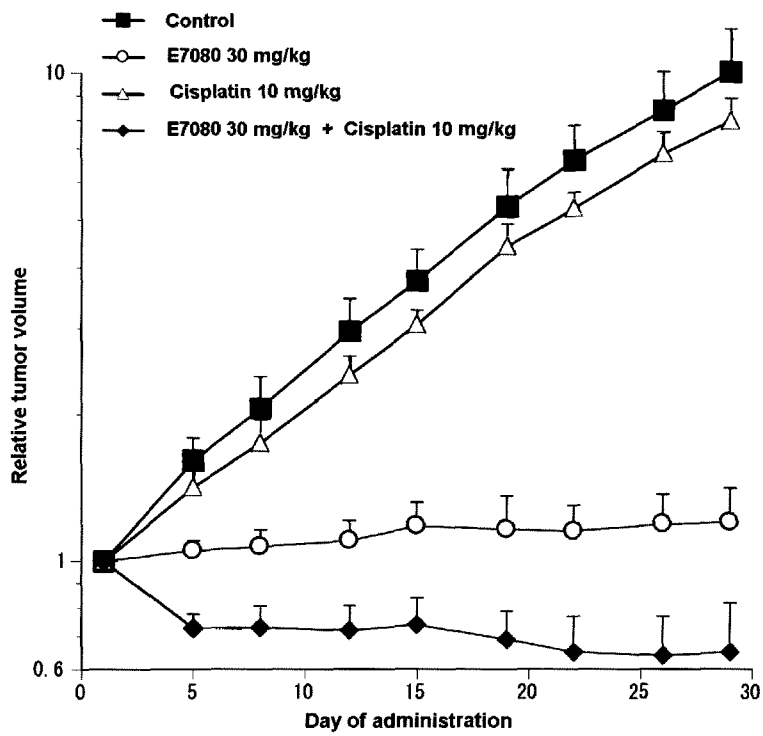 Control
E7080 30 mg/kg
Cisplatin 10 mg/kg
E7080 30 mg/kg + Cisplatin 10 mg/kg
10
1
0.6
Relative tumor volume
0 5 10 15 20 25 30
Day of administration